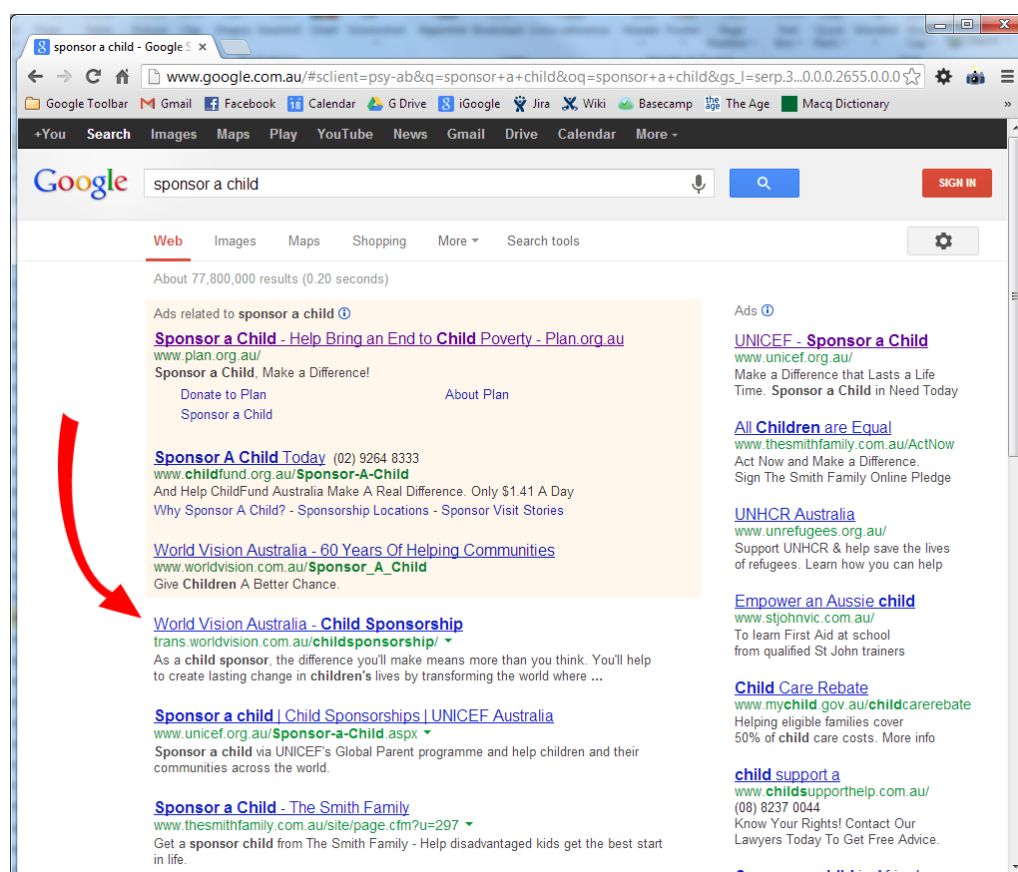 sponsor a child - Google S
www.google.com.au/#sclient=psy-ab&q=sponsor+a+child&oq=sponsor+a+child&gs_l=serp.3...0.0.0.2655.0.0.0
Google Toolbar Gmail Facebook 18 Calendar G Drive iGoogle Jira Wiki Basecamp the age The Age Macq Dictionary »
+You Search Images Maps Play YouTube News Gmail Drive Calendar More
Google sponsor a child SIGN IN
Web Images Maps Shopping More Search tools
About 77,800,000 results (0.20 seconds)
Ads related to sponsor a child
Sponsor a Child - Help Bring an End to Child Poverty - Plan.org.au
www.plan.org.au/
Sponsor a Child, Make a Difference!
Donate to Plan About Plan
Sponsor a Child
Sponsor A Child Today (02) 9264 8333
www.childfund.org.au/Sponsor-A-Child
And Help ChildFund Australia Make A Real Difference. Only $1.41 A Day
Why Sponsor A Child? - Sponsorship Locations - Sponsor Visit Stories
World Vision Australia - 60 Years Of Helping Communities
www.worldvision.com.au/Sponsor_A_Child
Give Children A Better Chance.
World Vision Australia - Child Sponsorship
trans.worldvision.com.au/childsponsorship/
As a child sponsor, the difference you'll make means more than you think. You'll help
to create lasting change in children's lives by transforming the world where ...
Sponsor a child | Child Sponsorships | UNICEF Australia
www.unicef.org.au/Sponsor-a-Child.aspx
Sponsor a child via UNICEF's Global Parent programme and help children and their
communities across the world.
Sponsor a Child - The Smith Family
www.thesmithfamily.com.au/site/page.cfm?u=297
Get a sponsor child from The Smith Family - Help disadvantaged kids get the best start
in life.
Ads
UNICEF - Sponsor a Child
www.unicef.org.au/
Make a Difference that Lasts a Life
Time. Sponsor a Child in Need Today
All Children are Equal
www.thesmithfamily.com.au/ActNow
Act Now and Make a Difference.
Sign The Smith Family Online Pledge
UNHCR Australia
www.unrefugees.org.au/
Support UNHCR & help save the lives
of refugees. Learn how you can help
Empower an Aussie child
www.stjohnvic.com.au/
To learn First Aid at school
from qualified St John trainers
Child Care Rebate
www.mychild.gov.au/childcarerebate
Helping eligible families cover
50% of child care costs. More info
child support a
www.childsupporthelp.com.au/
(08) 8237 0044
Know Your Rights! Contact Our
Lawyers Today To Get Free Advice.